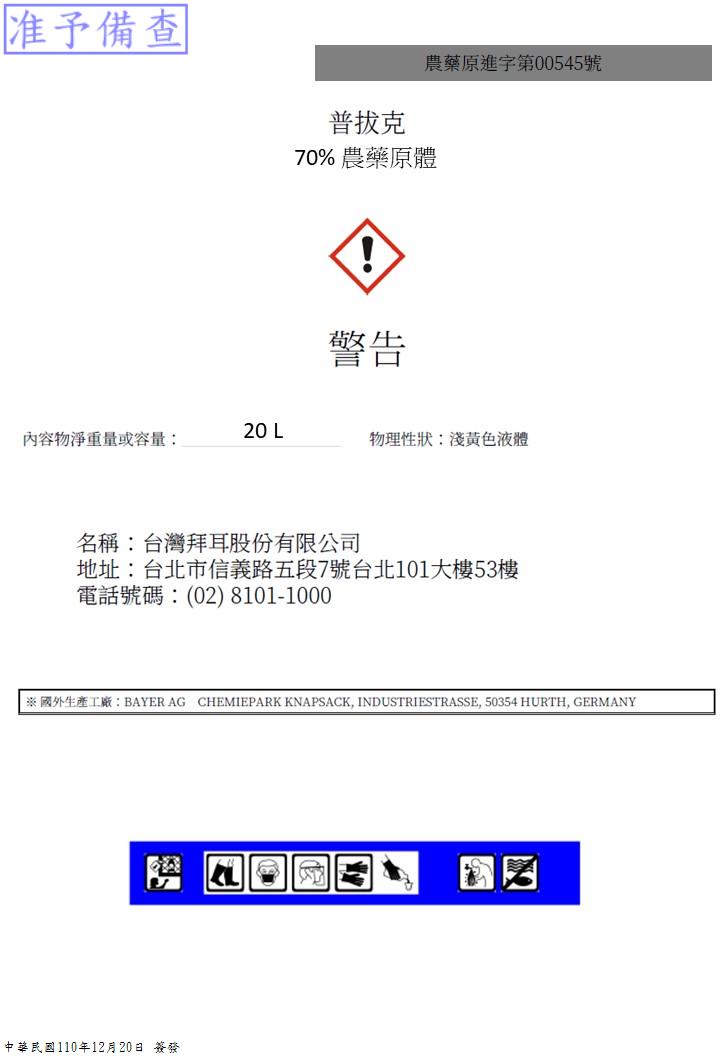 准予備查
農藥原進字第00545號
普拔克
70% 農藥原體
警告
內容物淨重量或容量：20 L 物理性狀：淺黃色液體
名稱：台灣拜耳股份有限公司
地址：台北市信義路五段7號台北101大樓53樓
電話號碼：(02) 8101-1000
※ 國外生產工廠：BAYER AG CHEMIEPARK KNAPSACK, INDUSTRIESTRASSE, 50354 HURTH, GERMANY
中華民國110年12月20日 簽發